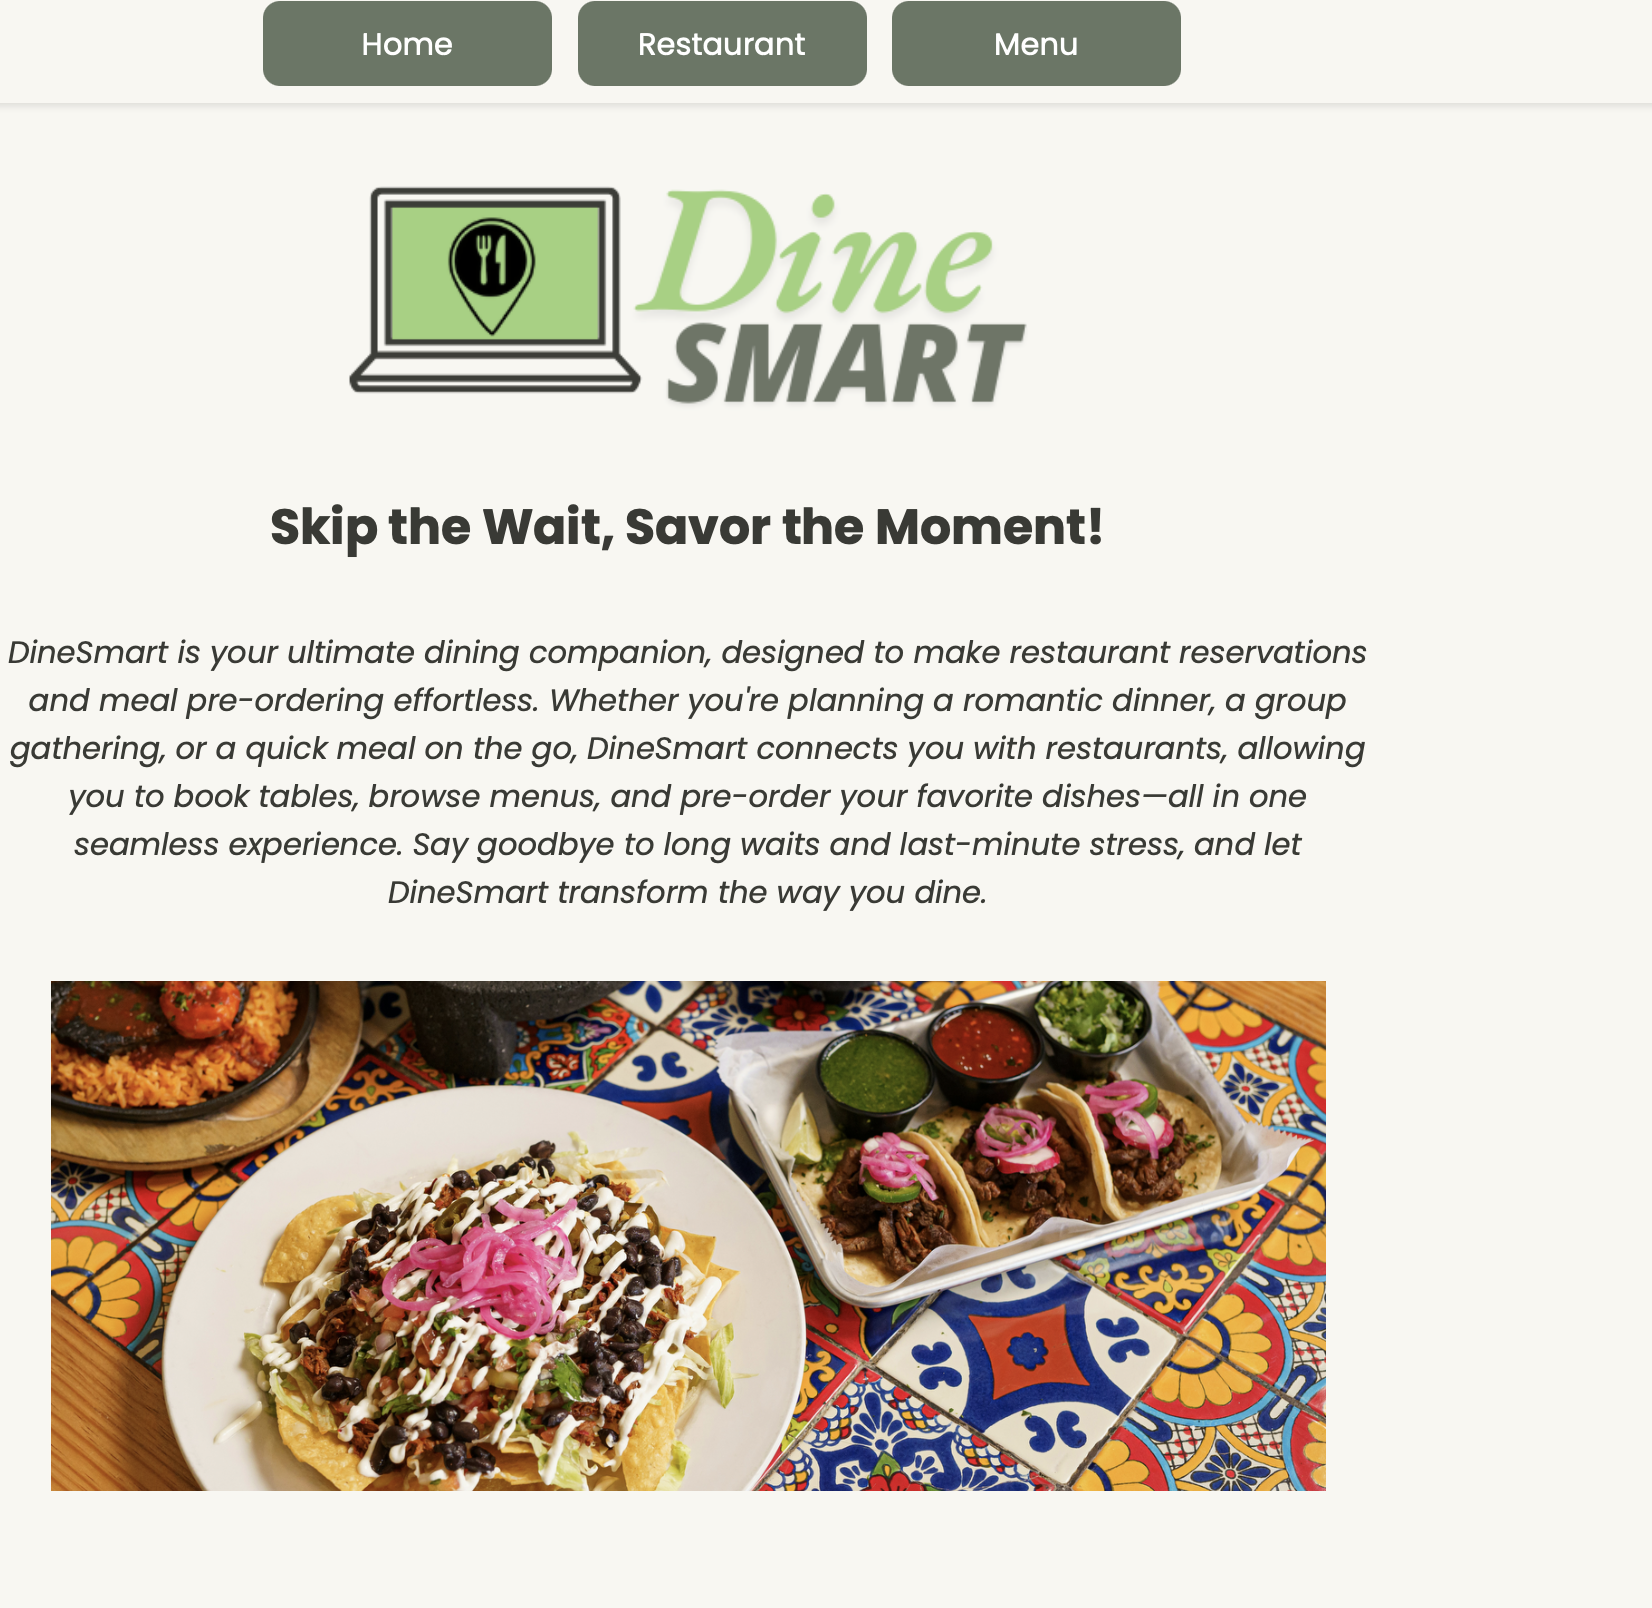 Home Restaurant Menu
Dine
SMART
Skip the Wait, Savor the Moment!
DineSmart is your ultimate dining companion, designed to make restaurant reservations
and meal pre-ordering effortless. Whether you're planning a romantic dinner, a group
gathering, or a quick meal on the go, DineSmart connects you with restaurants, allowing
you to book tables, browse menus, and pre-order your favorite dishes—all in one
seamless experience. Say goodbye to long waits and last-minute stress, and let
DineSmart transform the way you dine.